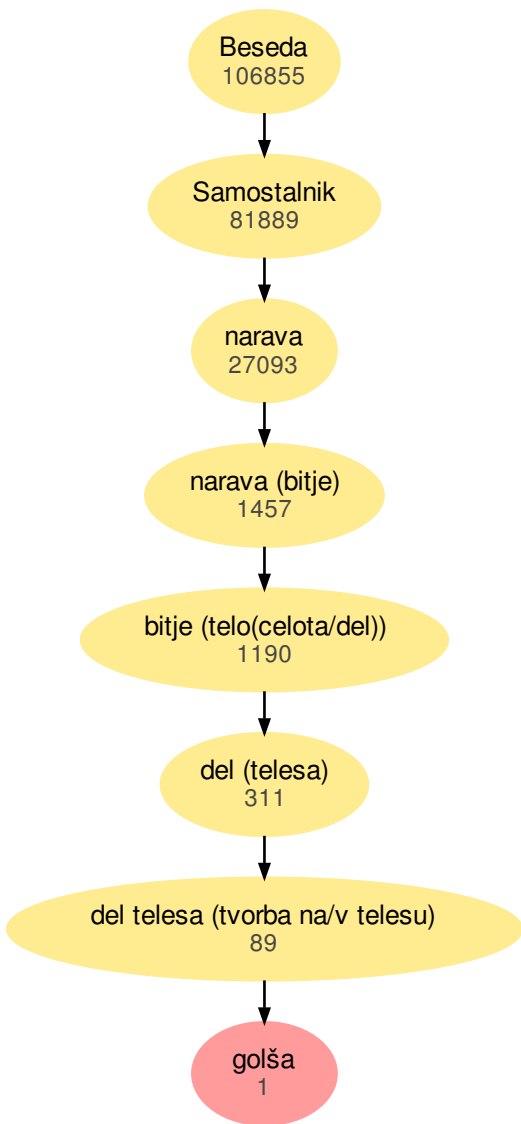 Beseda
106855
Samostalnik
81889
narava
27093
narava (bitje)
1457
bitje (telo(celota/del))
1190
del (telesa)
311
del telesa (tvorba na/v telesu)
89
golša
1